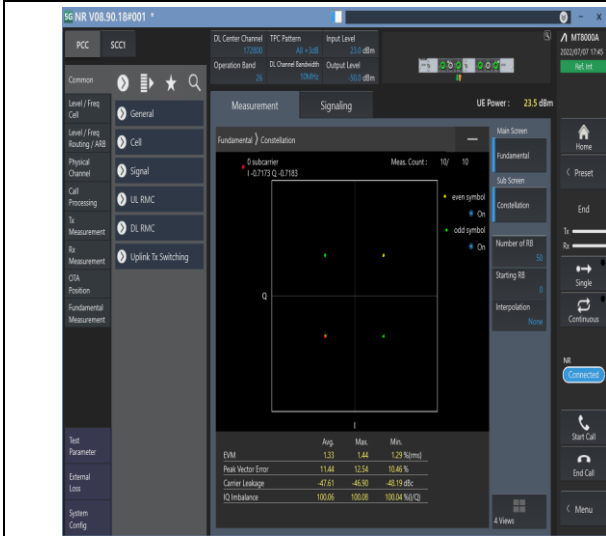 5G NR V08.90.18#001 *
PCC
SCC1
DL Center Channel TPC Pattern Input Level
172800 All +3dB 23.0 dBm
Operation Band DL Channel Bandwidth Output Level
26 10MHz -50.0 dBm
MT8000A
2022/07/07 17:45
Ref. Int
Common
Level / Freq
Cell
Level / Freq
Routing / ARB
Physical
Channel
Call
Processing
Tx
Measurement
Rx
Measurement
OTA
Position
Fundamental
Measurement
Test
Parameter
External
Loss
System
Config
General
Cell
Signal
UL RMC
DL RMC
Uplink Tx Switching
Measurement
Signaling
UE Power : 23.5 dBm
Fundamental Constellation
0 subcarrier Meas. Count : 10/ 10
I -0.7173 Q -0.7183
even symbol
On
odd symbol
On
Q
I
Avg. Max. Min.
EVM 1.33 1.44 1.29 %(rms)
Peak Vector Error 11.44 12.54 10.46 %
Carrier Leakage -47.61 -46.90 -48.19 dBc
IQ Imbalance 100.06 100.08 100.04 %(I/Q)
Main Screen
Fundamental
Sub Screen
Constellation
Number of RB
50
Starting RB
0
Interpolation
None
4 Views
Home
Preset
End
Tx
Rx
Single
Continuous
NR
Connected
Start Call
End Call
Menu